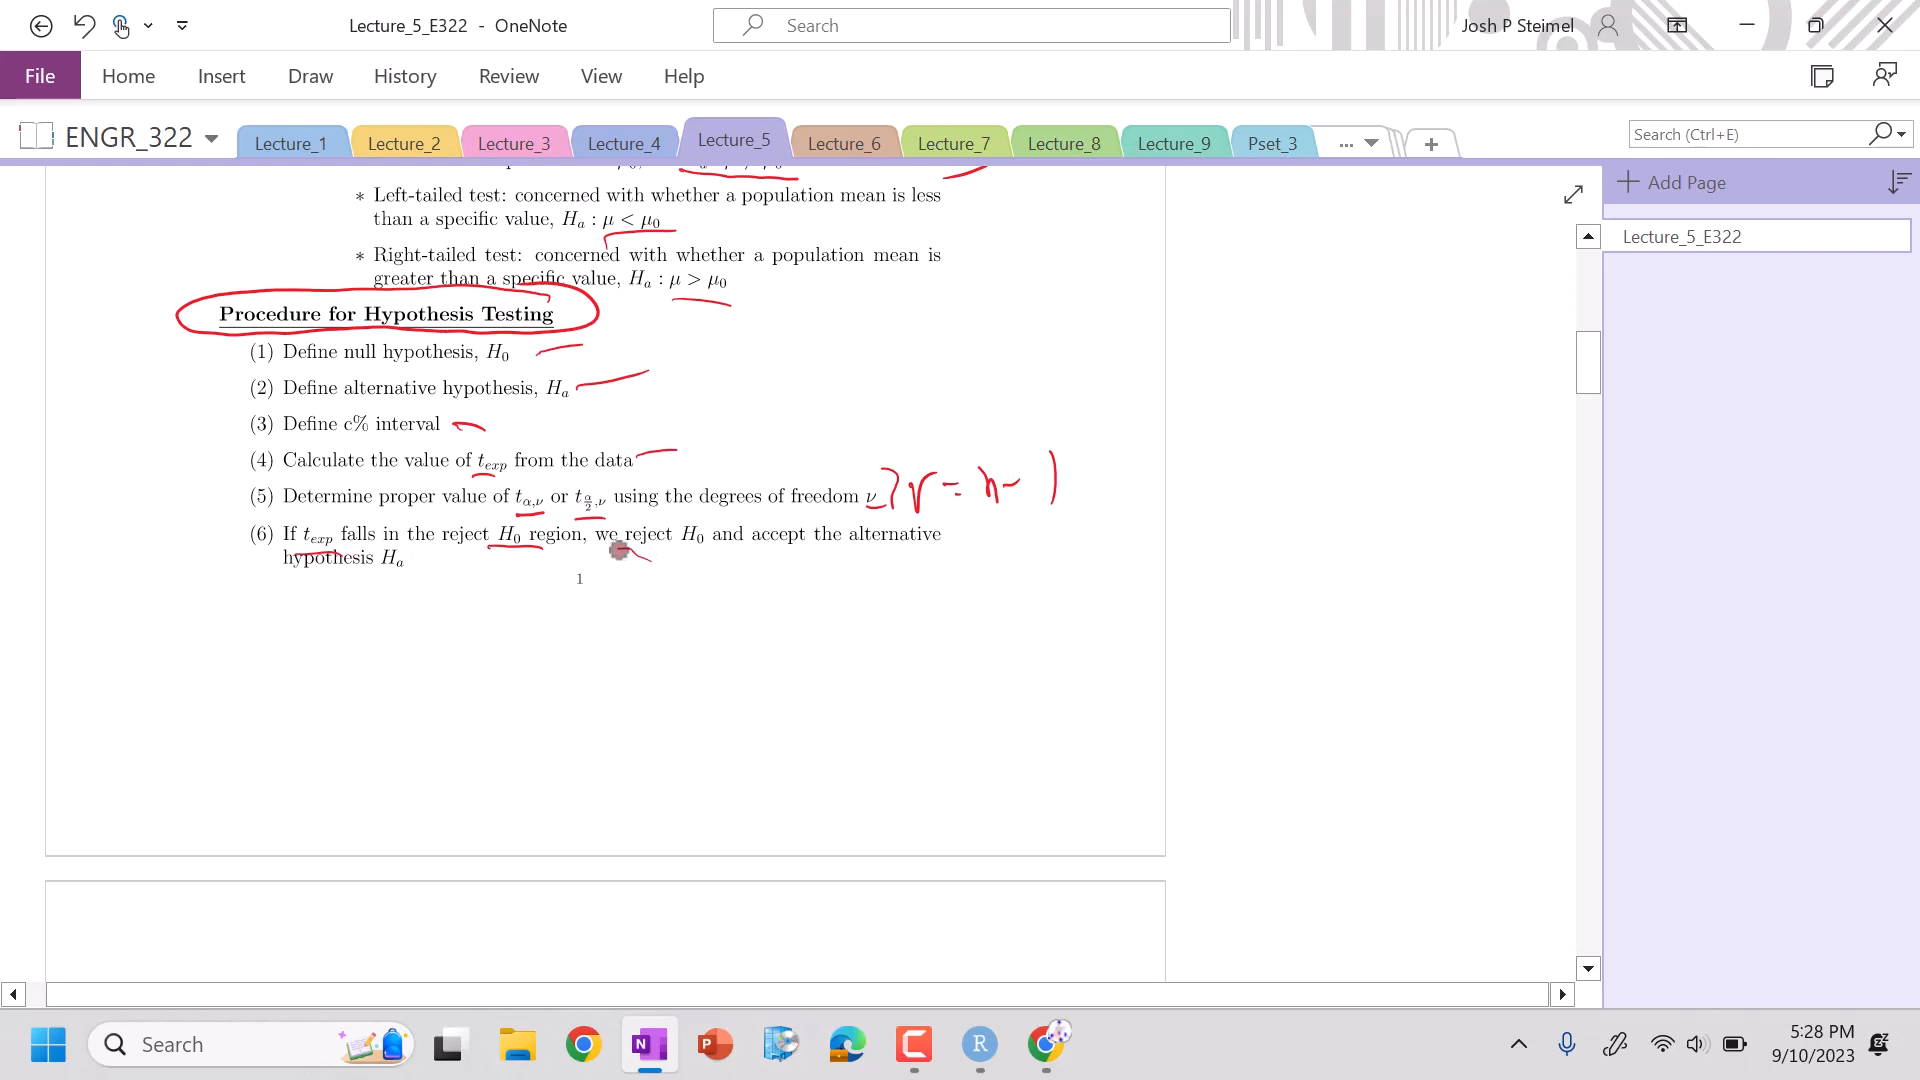 Lecture_5_E322 - OneNote
Search
Josh P Steimel
File Home Insert Draw History Review View Help
ENGR_322
Lecture_1 Lecture_2 Lecture_3 Lecture_4 Lecture_5 Lecture_6 Lecture_7 Lecture_8 Lecture_9 Pset_3 ... +
Search (Ctrl+E)
Add Page
Lecture_5_E322
* Left-tailed test: concerned with whether a population mean is less
than a specific value, Hₐ : μ < μ₀
* Right-tailed test: concerned with whether a population mean is
greater than a specific value, Hₐ : μ > μ₀
Procedure for Hypothesis Testing
(1) Define null hypothesis, H₀
(2) Define alternative hypothesis, Hₐ
(3) Define c% interval
(4) Calculate the value of t_exp from the data
(5) Determine proper value of t_{α,ν} or t_{α/2,ν} using the degrees of freedom ν
ν = n - 1
(6) If t_exp falls in the reject H₀ region, we reject H₀ and accept the alternative
hypothesis Hₐ
1
Search
5:28 PM
9/10/2023